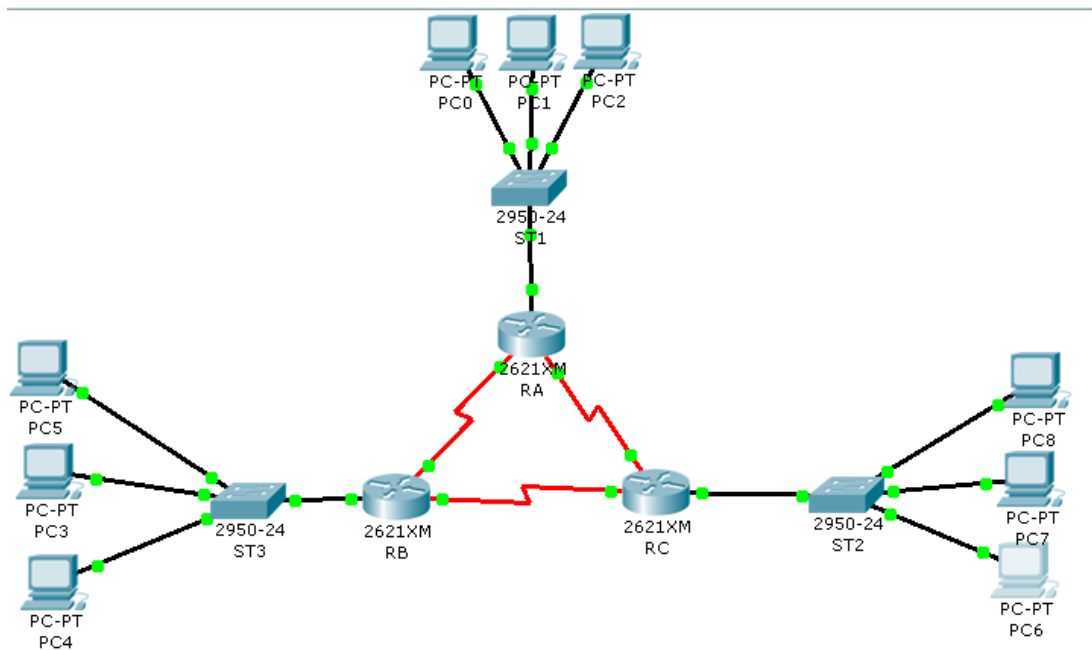 PC-PT
PC0
PC-PT
PC1
PC-PT
PC2
2950-24
ST1
2621XM
RA
PC-PT
PC5
PC-PT
PC3
PC-PT
PC4
2950-24
ST3
2621XM
RB
2621XM
RC
2950-24
ST2
PC-PT
PC8
PC-PT
PC7
PC-PT
PC6